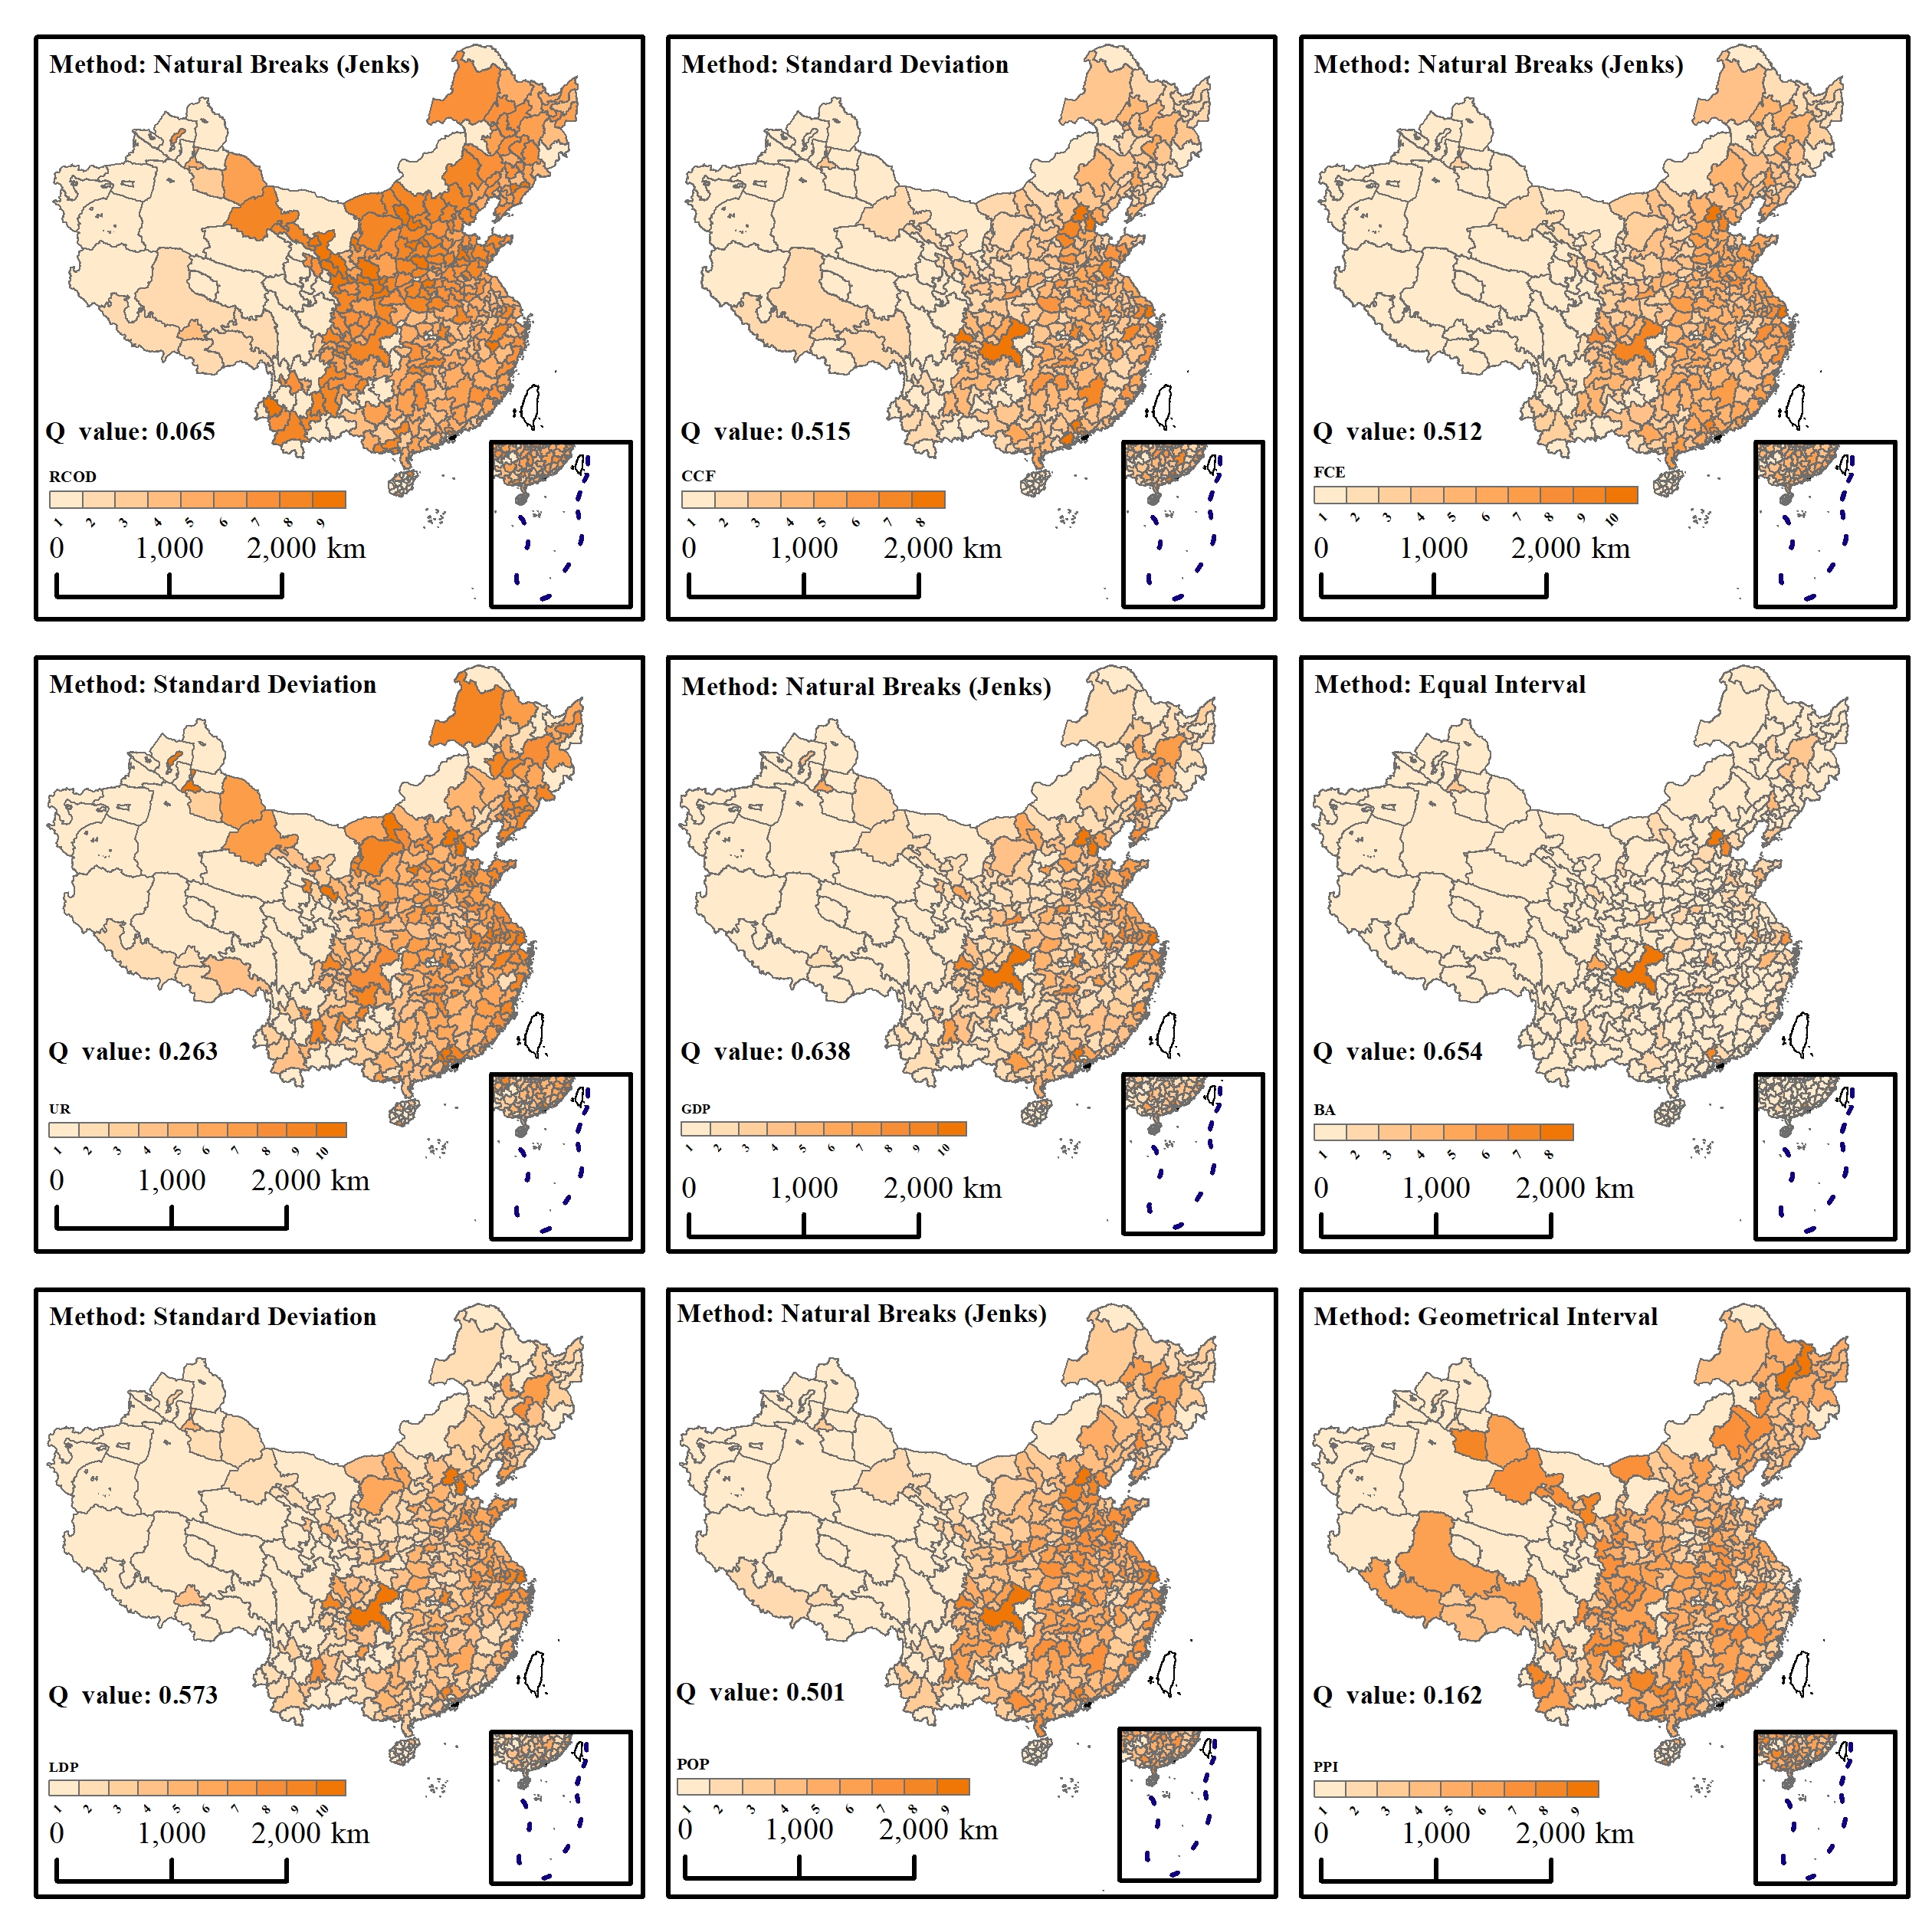 Method: Natural Breaks (Jenks)
Q value: 0.065
RCOD
1 2 3 4 5 6 7 8 9
0 1,000 2,000 km
Method: Standard Deviation
Q value: 0.515
CCF
1 2 3 4 5 6 7 8
0 1,000 2,000 km
Method: Natural Breaks (Jenks)
Q value: 0.512
FCE
1 2 3 4 5 6 7 8 9 10
0 1,000 2,000 km
Method: Standard Deviation
Q value: 0.263
UR
1 2 3 4 5 6 7 8 9 10
0 1,000 2,000 km
Method: Natural Breaks (Jenks)
Q value: 0.638
GDP
1 2 3 4 5 6 7 8 9 10
0 1,000 2,000 km
Method: Equal Interval
Q value: 0.654
BA
1 2 3 4 5 6 7 8
0 1,000 2,000 km
Method: Standard Deviation
Q value: 0.573
LDP
1 2 3 4 5 6 7 8 9 10
0 1,000 2,000 km
Method: Natural Breaks (Jenks)
Q value: 0.501
POP
1 2 3 4 5 6 7 8 9
0 1,000 2,000 km
Method: Geometrical Interval
Q value: 0.162
PPI
1 2 3 4 5 6 7 8 9
0 1,000 2,000 km